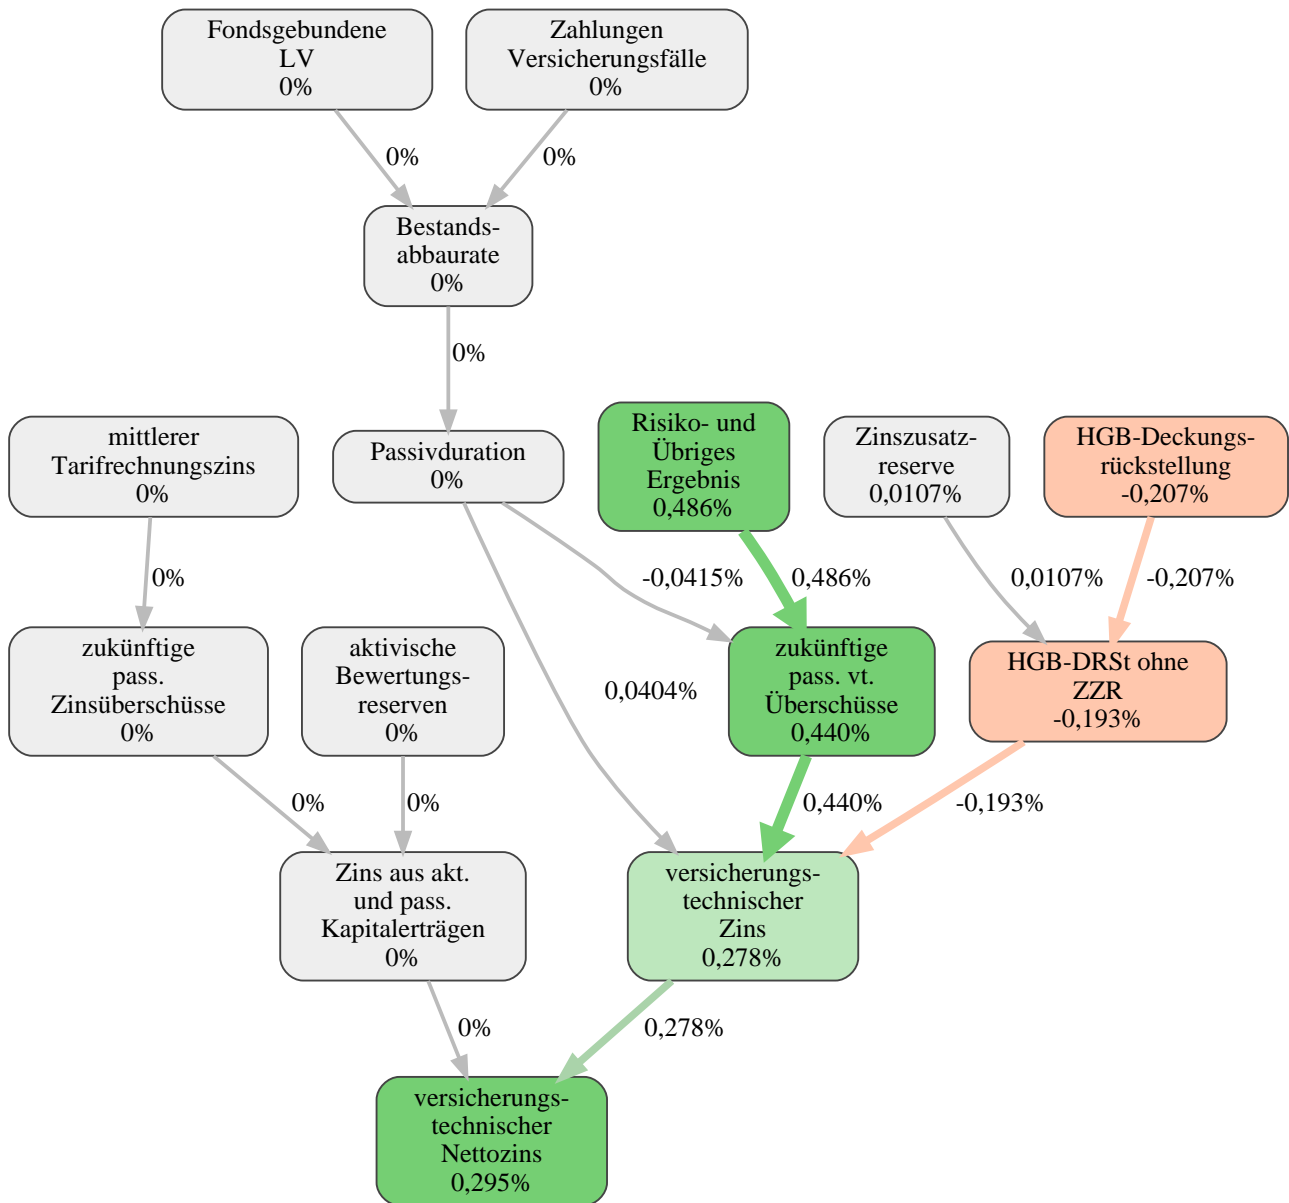 Fondsgebundene
LV
0%
Zahlungen
Versicherungsfälle
0%
0%
0%
Bestands-
abbaurate
0%
0%
mittlerer
Tarifrechnungszins
0%
Passivduration
0%
Risiko- und
Übriges
Ergebnis
0,486%
Zinszusatz-
reserve
0,0107%
HGB-Deckungs-
rückstellung
-0,207%
0%
-0,0415%
0,486%
0,0107%
-0,207%
zukünftige
pass.
Zinsüberschüsse
0%
aktivische
Bewertungs-
reserven
0%
0,0404%
zukünftige
pass. vt.
Überschüsse
0,440%
HGB-DRSt ohne
ZZR
-0,193%
0%
0%
0,440%
-0,193%
Zins aus akt.
und pass.
Kapitalerträgen
0%
versicherungs-
technischer
Zins
0,278%
0%
0,278%
versicherungs-
technischer
Nettozins
0,295%